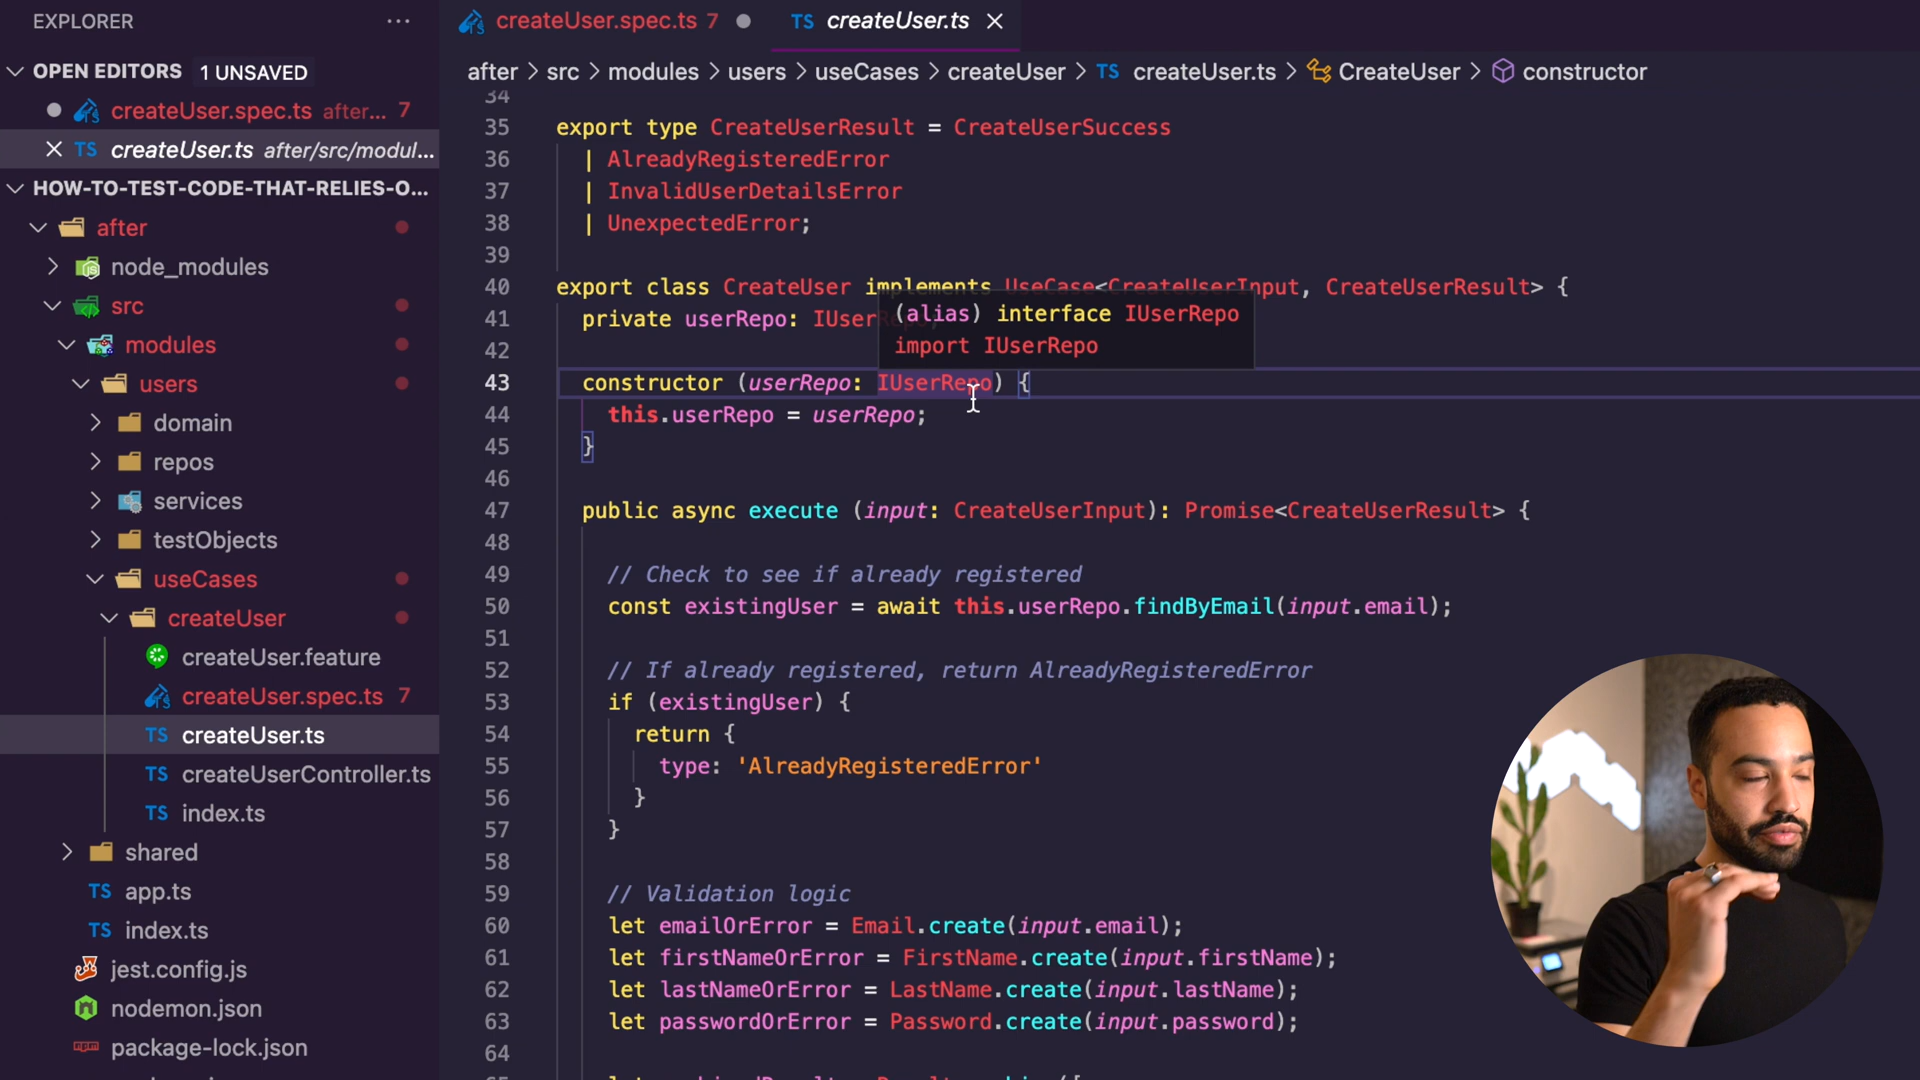 EXPLORER
OPEN EDITORS 1 UNSAVED
createUser.spec.ts after... 7
createUser.ts after/src/modul...
HOW-TO-TEST-CODE-THAT-RELIES-O...
after
node_modules
src
modules
users
domain
repos
services
testObjects
useCases
createUser
createUser.feature
createUser.spec.ts 7
TS createUser.ts
TS createUserController.ts
TS index.ts
shared
TS app.ts
TS index.ts
jest.config.js
nodemon.json
package-lock.json
createUser.spec.ts 7
TS createUser.ts
after > src > modules > users > useCases > createUser > TS createUser.ts > CreateUser > constructor
34
35 export type CreateUserResult = CreateUserSuccess
36 | AlreadyRegisteredError
37 | InvalidUserDetailsError
38 | UnexpectedError;
39
40 export class CreateUser implements UseCase<CreateUserInput, CreateUserResult> {
(alias) interface IUserRepo
import IUserRepo
41 private userRepo: IUserRepo;
42
43 constructor (userRepo: IUserRepo) {
44 this.userRepo = userRepo;
45 }
46
47 public async execute (input: CreateUserInput): Promise<CreateUserResult> {
48
49 // Check to see if already registered
50 const existingUser = await this.userRepo.findByEmail(input.email);
51
52 // If already registered, return AlreadyRegisteredError
53 if (existingUser) {
54 return {
55 type: 'AlreadyRegisteredError'
56 }
57 }
58
59 // Validation logic
60 let emailOrError = Email.create(input.email);
61 let firstNameOrError = FirstName.create(input.firstName);
62 let lastNameOrError = LastName.create(input.lastName);
63 let passwordOrError = Password.create(input.password);
64